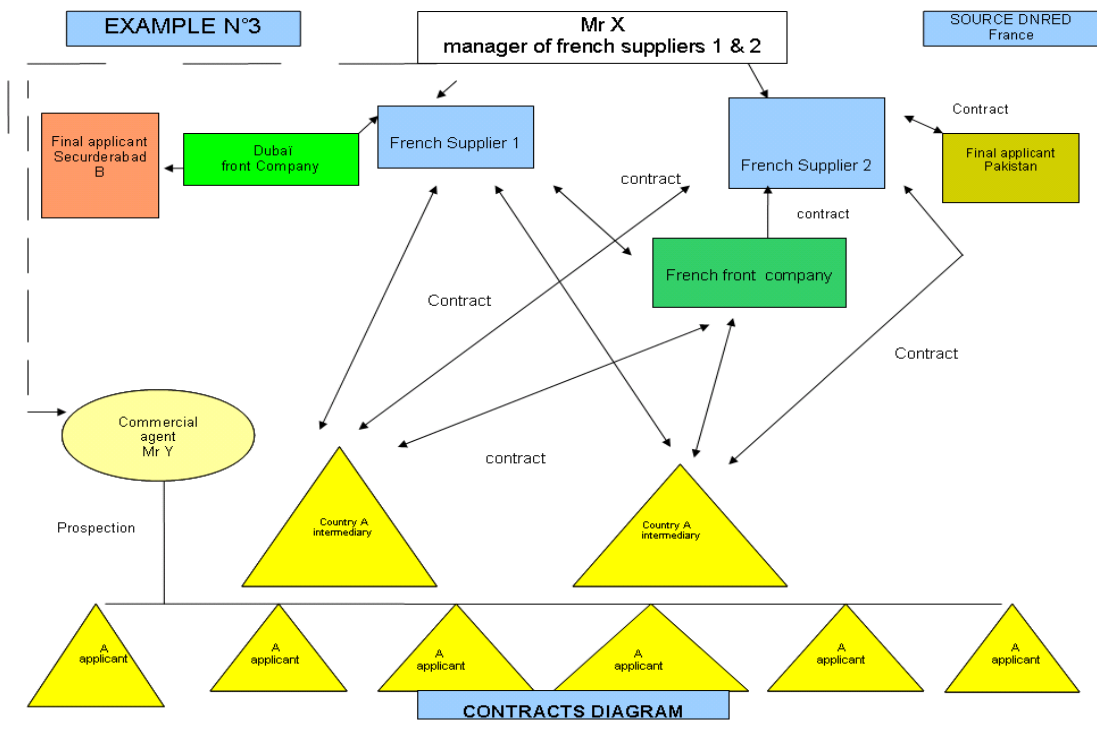 EXAMPLE N°3
Mr X
manager of french suppliers 1 & 2
SOURCE DNRED
France
Final applicant
Securderabad
B
Dubaï
front Company
French Supplier 1
French Supplier 2
Contract
Final applicant
Pakistan
contract
contract
French front company
Contract
Contract
Commercial
agent
Mr Y
contract
Prospection
Country A
intermediary
Country A
intermediary
A
applicant
A
applicant
A
applicant
A
applicant
A
applicant
A
applicant
CONTRACTS DIAGRAM